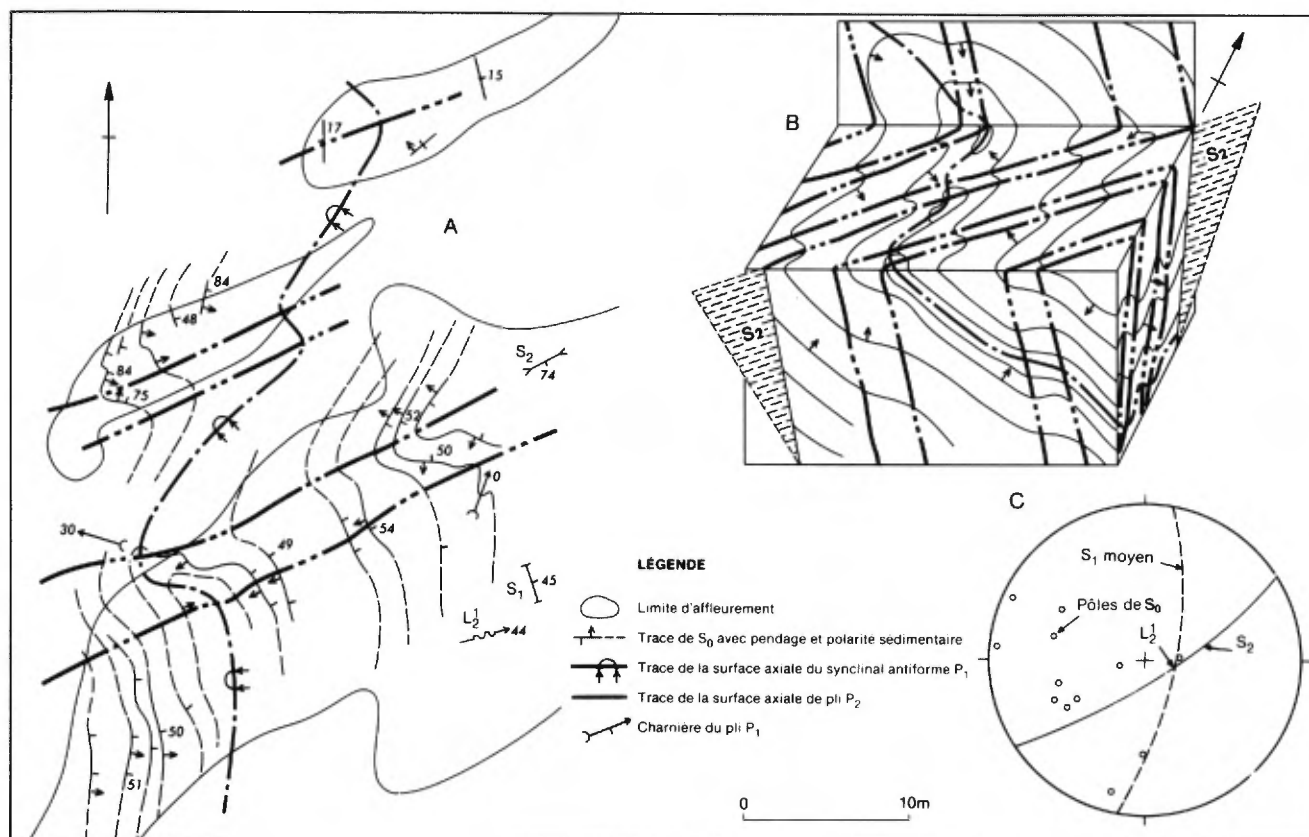 15
17
A
84
48
84
75
S2
74
52
50
0
54
30
49
S1
45
L12
44
50
51
B
S2
S2
C
S1 moyen
Pôles de S0
L12
S2
LÉGENDE
Limite d'affleurement
Trace de S0 avec pendage et polarité sédimentaire
Trace de la surface axiale du synclinal antiforme P1
Trace de la surface axiale de pli P2
Charnière du pli P1
0
10m